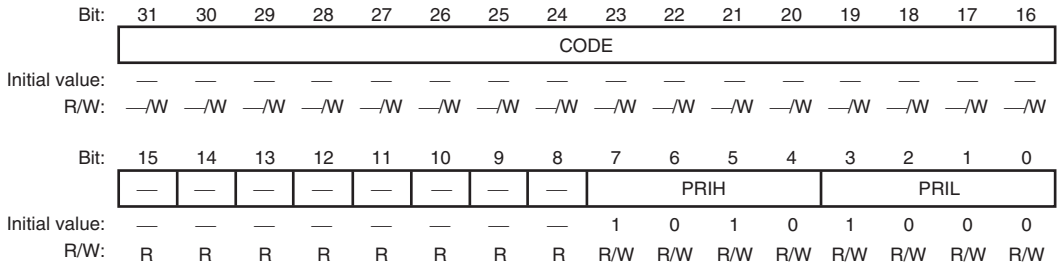 Bit: 31 30 29 28 27 26 25 24 23 22 21 20 19 18 17 16
CODE
Initial value: — — — — — — — — — — — — — — — —
R/W: —/W —/W —/W —/W —/W —/W —/W —/W —/W —/W —/W —/W —/W —/W —/W —/W
Bit: 15 14 13 12 11 10 9 8 7 6 5 4 3 2 1 0
— — — — — — — — PRIH PRIL
Initial value: — — — — — — — — 1 0 1 0 1 0 0 0
R/W: R R R R R R R R R/W R/W R/W R/W R/W R/W R/W R/W